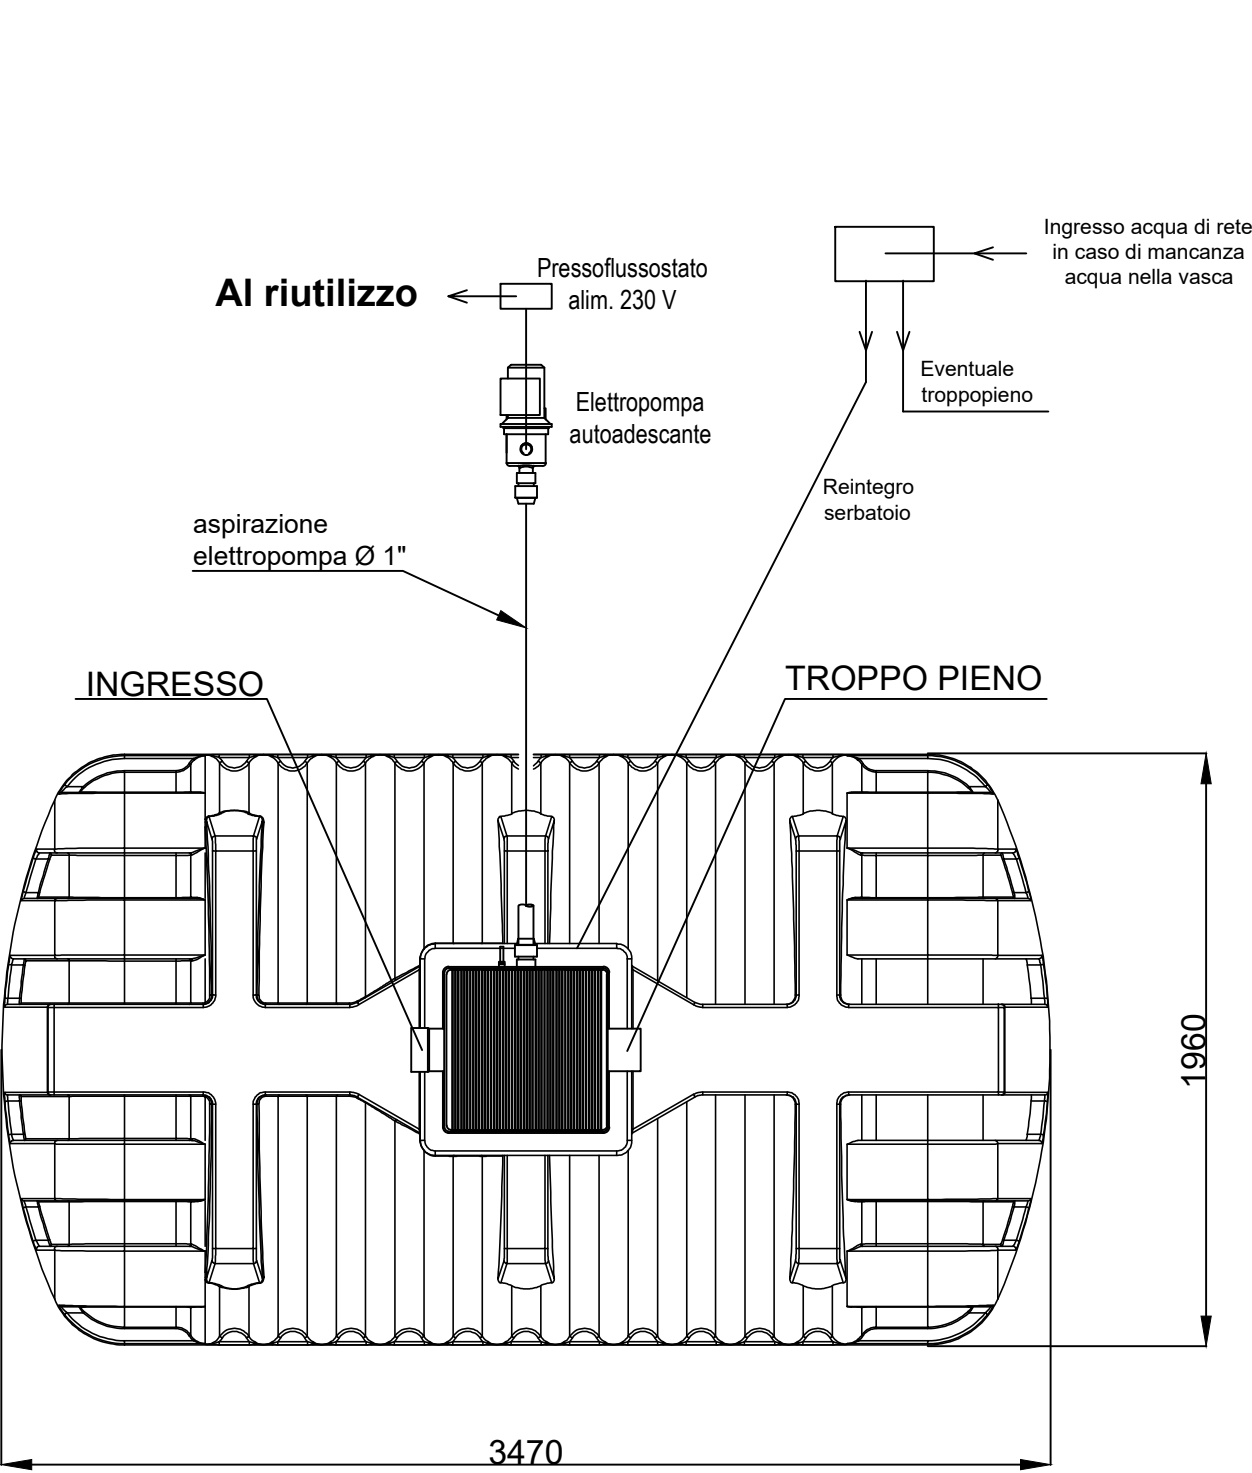 Ingresso acqua di rete
in caso di mancanza
acqua nella vasca
Pressoflussostato
alim. 230 V
Al riutilizzo
Eventuale
troppopieno
Elettropompa
autoadescante
Reintegro
serbatoio
aspirazione
elettropompa Ø 1"
INGRESSO
TROPPO PIENO
1960
3470